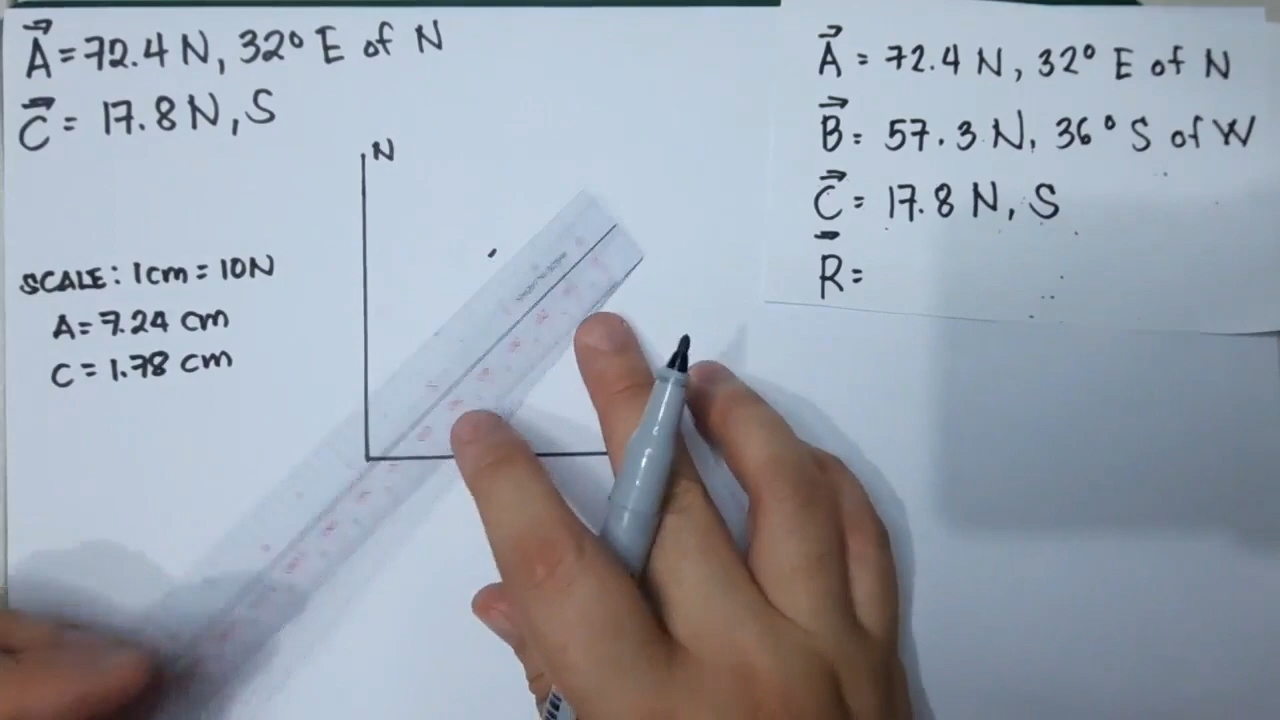 A = 72.4 N, 32° E of N
C = 17.8 N, S
N
SCALE: 1cm = 10N
A = 7.24 cm
C = 1.78 cm
A = 72.4 N, 32° E of N
B = 57.3 N, 36° S of W
C = 17.8 N, S
R =